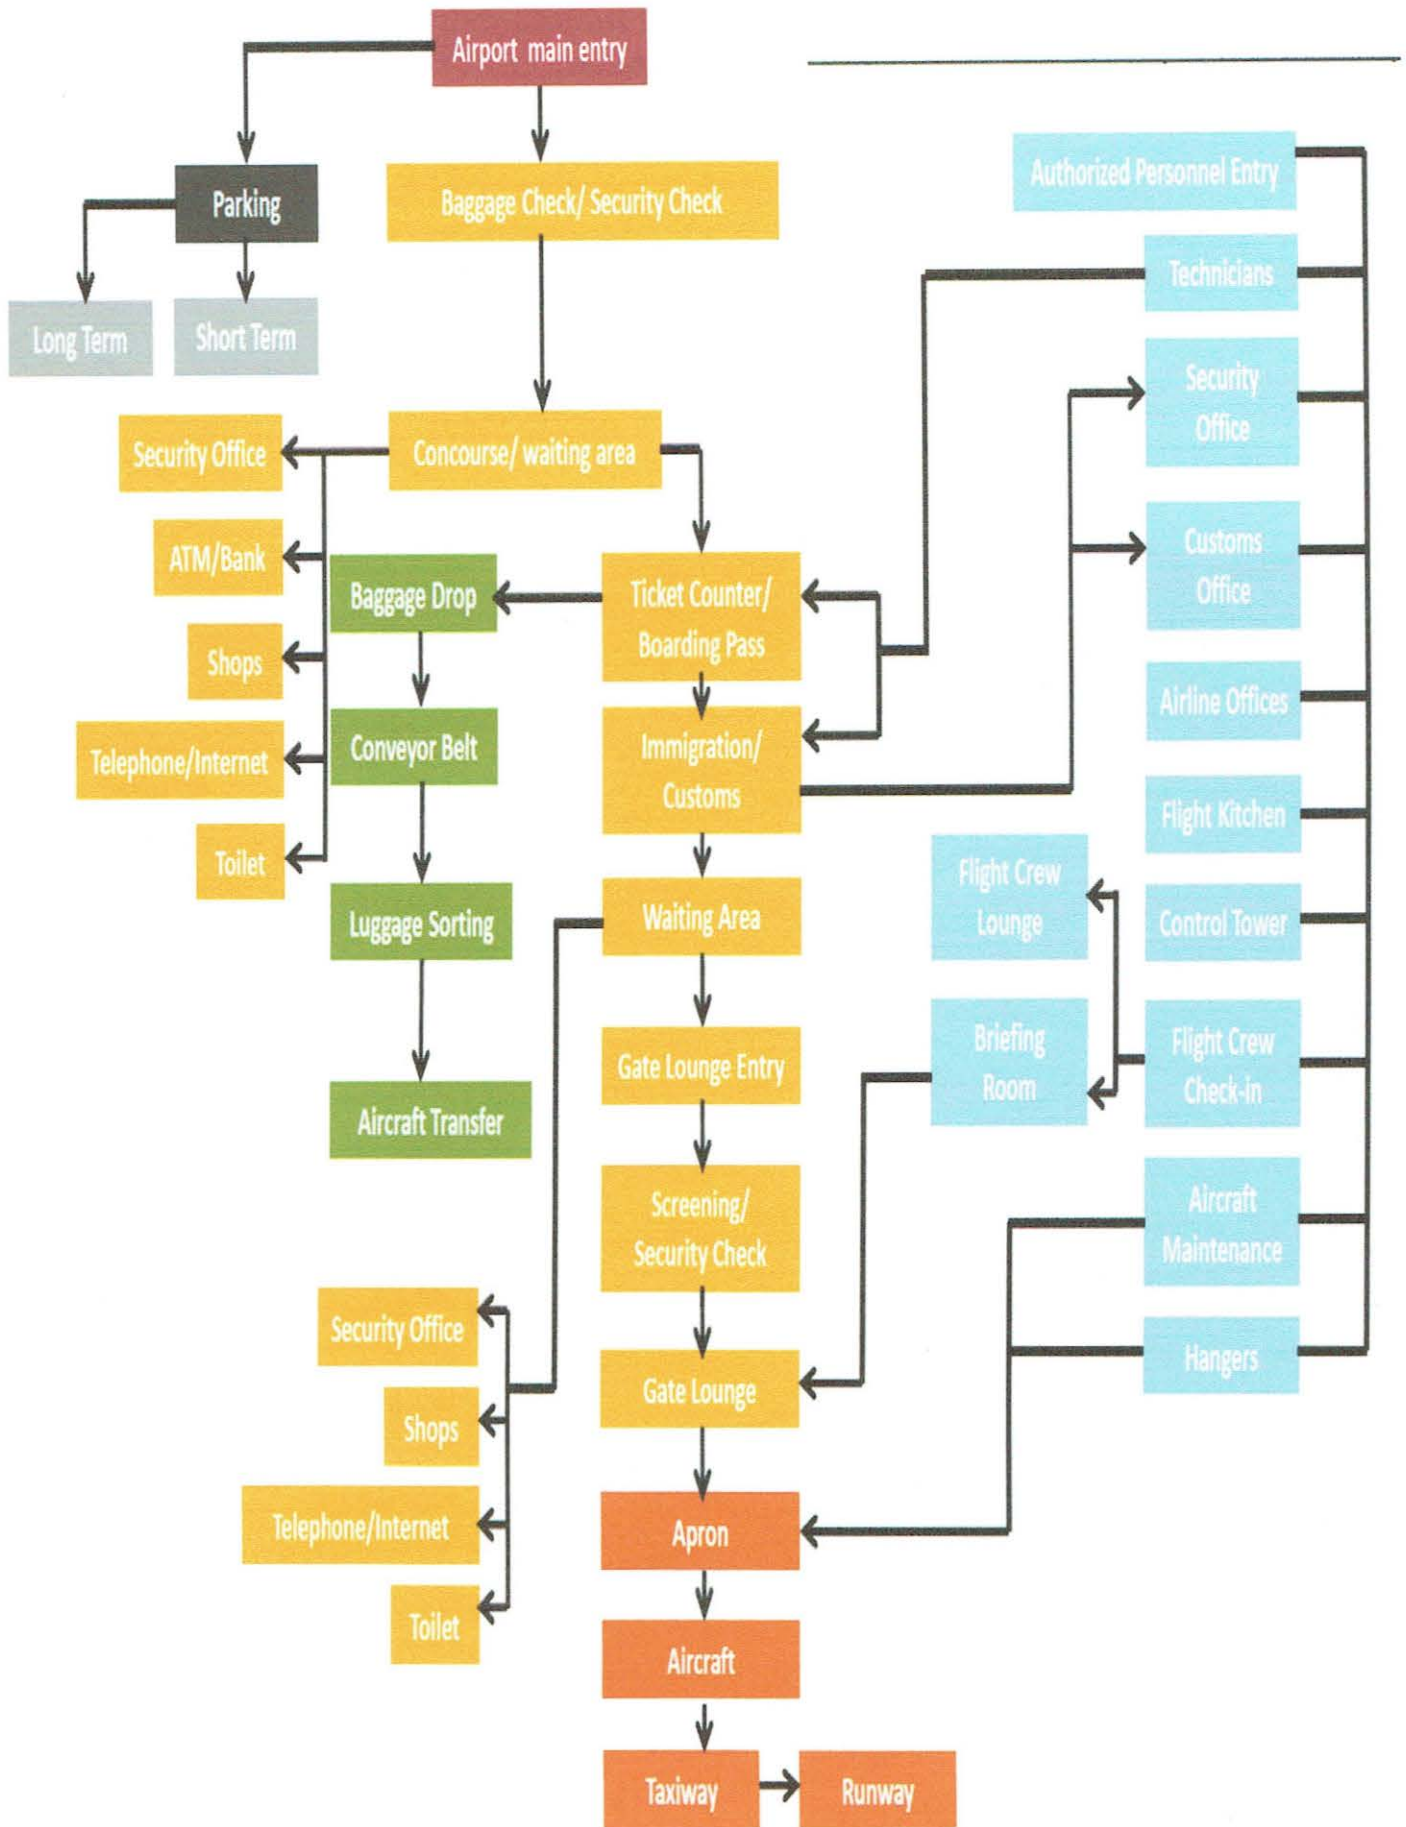 Airport main entry
Parking
Baggage Check/ Security Check
Authorized Personnel Entry
Long Term
Short Term
Technicians
Security
Office
Security Office
Concourse/ waiting area
ATM/Bank
Baggage Drop
Ticket Counter/
Boarding Pass
Customs
Office
Shops
Airline Offices
Telephone/Internet
Conveyor Belt
Immigration/
Customs
Flight Kitchen
Toilet
Luggage Sorting
Waiting Area
Flight Crew
Lounge
Control Tower
Gate Lounge Entry
Briefing
Room
Flight Crew
Check-in
Aircraft Transfer
Screening/
Security Check
Aircraft
Maintenance
Security Office
Gate Lounge
Hangers
Shops
Telephone/Internet
Apron
Toilet
Aircraft
Taxiway
Runway